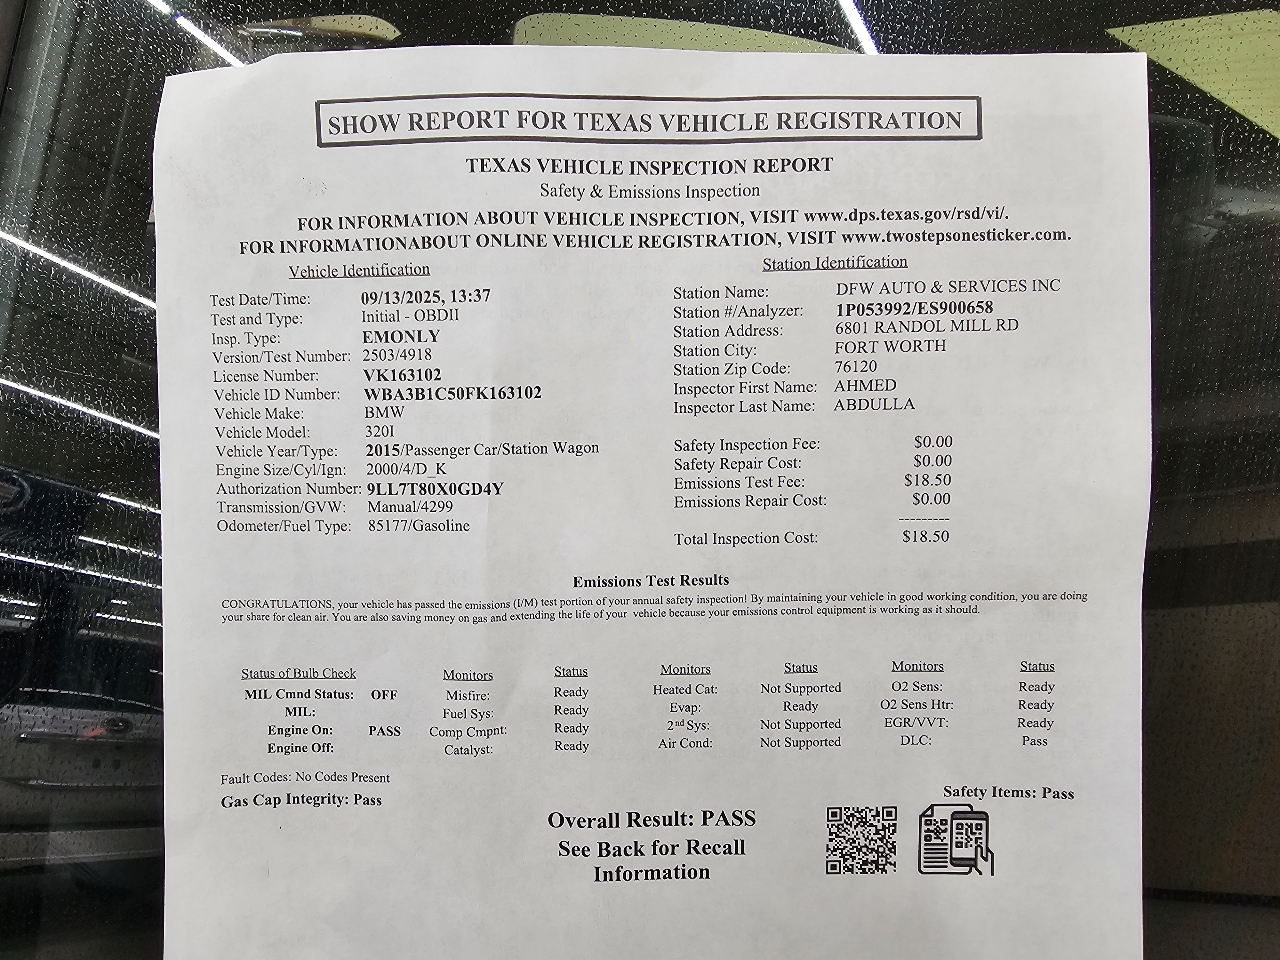 SHOW REPORT FOR TEXAS VEHICLE REGISTRATION
TEXAS VEHICLE INSPECTION REPORT
Safety & Emissions Inspection
FOR INFORMATION ABOUT VEHICLE INSPECTION, VISIT www.dps.texas.gov/rsd/vi/.
FOR INFORMATIONABOUT ONLINE VEHICLE REGISTRATION, VISIT www.twostepsonesticker.com.
Vehicle Identification
Test Date/Time: 09/13/2025, 13:37
Test and Type: Initial - OBDII
Insp. Type: EMONLY
Version/Test Number: 2503/4918
License Number: VK163102
Vehicle ID Number: WBA3B1C50FK163102
Vehicle Make: BMW
Vehicle Model: 320I
Vehicle Year/Type: 2015/Passenger Car/Station Wagon
Engine Size/Cyl/Ign: 2000/4/D_K
Authorization Number: 9LL7T80X0GD4Y
Transmission/GVW: Manual/4299
Odometer/Fuel Type: 85177/Gasoline
Station Identification
Station Name: DFW AUTO & SERVICES INC
Station #/Analyzer: 1P053992/ES900658
Station Address: 6801 RANDOL MILL RD
Station City: FORT WORTH
Station Zip Code: 76120
Inspector First Name: AHMED
Inspector Last Name: ABDULLA
Safety Inspection Fee: $0.00
Safety Repair Cost: $0.00
Emissions Test Fee: $18.50
Emissions Repair Cost: $0.00
---------
Total Inspection Cost: $18.50
Emissions Test Results
CONGRATULATIONS, your vehicle has passed the emissions (I/M) test portion of your annual safety inspection! By maintaining your vehicle in good working condition, you are doing
your share for clean air. You are also saving money on gas and extending the life of your vehicle because your emissions control equipment is working as it should.
Status of Bulb Check Monitors Status Monitors Status Monitors Status
MIL Cmnd Status: OFF Misfire: Ready Heated Cat: Not Supported O2 Sens: Ready
MIL: Fuel Sys: Ready Evap: Ready O2 Sens Htr: Ready
Engine On: PASS Comp Cmpnt: Ready 2nd Sys: Not Supported EGR/VVT: Ready
Engine Off: Catalyst: Ready Air Cond: Not Supported DLC: Pass
Fault Codes: No Codes Present
Gas Cap Integrity: Pass
Safety Items: Pass
Overall Result: PASS
See Back for Recall
Information